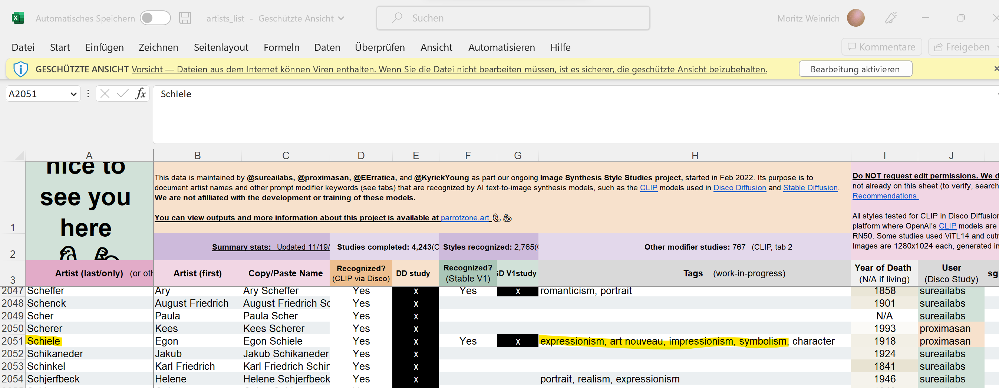 Automatisches Speichern artists_list - Geschützte Ansicht Suchen Moritz Weinrich
Datei Start Einfügen Zeichnen Seitenlayout Formeln Daten Überprüfen Ansicht Automatisieren Hilfe Kommentare Freigeben
GESCHÜTZTE ANSICHT Vorsicht — Dateien aus dem Internet können Viren enthalten. Wenn Sie die Datei nicht bearbeiten müssen, ist es sicherer, die geschützte Ansicht beizubehalten. Bearbeitung aktivieren
A2051 fx Schiele
A B C D E F G H I J
nice to
see you
here
This data is maintained by @sureailabs, @proximasan, @EErratica, and @KyrickYoung as part our ongoing Image Synthesis Style Studies project, started in Feb 2022. Its purpose is to
document artist names and other prompt modifier keywords (see tabs) that are recognized by AI text-to-image synthesis models, such as the CLIP models used in Disco Diffusion and Stable Diffusion.
We are not afilliated with the development or training of these models.
You can view outputs and more information about this project is available at parrotzone.art
Do NOT request edit permissions. We d
not already on this sheet (to verify, search
Recommendations
All styles tested for CLIP in Disco Diffusion
platform where OpenAI's CLIP models are
RN50. Some studies used ViTL14 and cutn
Images are 1280x1024 each, generated in
1
2 Summary stats: Updated 11/19/ Studies completed: 4,243(C Styles recognized: 2,765( Other modifier studies: 767 (CLIP, tab 2
3 Artist (last/only) (or oth Artist (first) Copy/Paste Name Recognized? (CLIP via Disco) DD study Recognized? (Stable V1) SD V1study Tags (work-in-progress) Year of Death (N/A if living) User (Disco Study) sg
2047 Scheffer Ary Ary Scheffer Yes x Yes x romanticism, portrait 1858 sureailabs
2048 Schenck August Friedrich August Friedrich Sc Yes x 1901 sureailabs
2049 Scher Paula Paula Scher Yes x N/A sureailabs
2050 Scherer Kees Kees Scherer Yes x 1993 proximasan
2051 Schiele Egon Egon Schiele Yes x Yes x expressionism, art nouveau, impressionism, symbolism, character 1918 proximasan
2052 Schikaneder Jakub Jakub Schikaneder Yes x 1924 sureailabs
2053 Schinkel Karl Friedrich Karl Friedrich Schin Yes x 1841 sureailabs
2054 Schjerfbeck Helene Helene Schjerfbeck Yes x portrait, realism, expressionism 1946 sureailabs